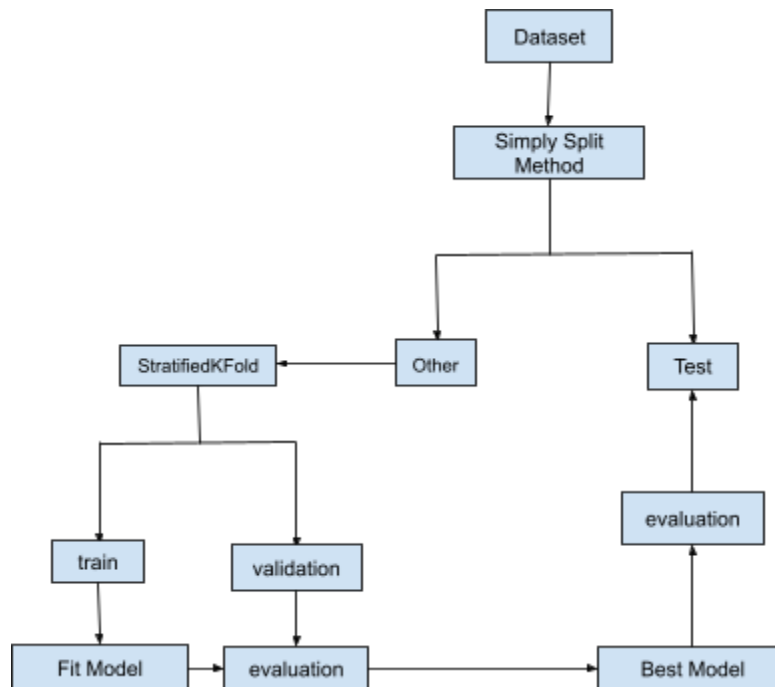 Dataset
Simply Split
Method
StratifiedKFold
Other
Test
evaluation
train
validation
Fit Model
evaluation
Best Model